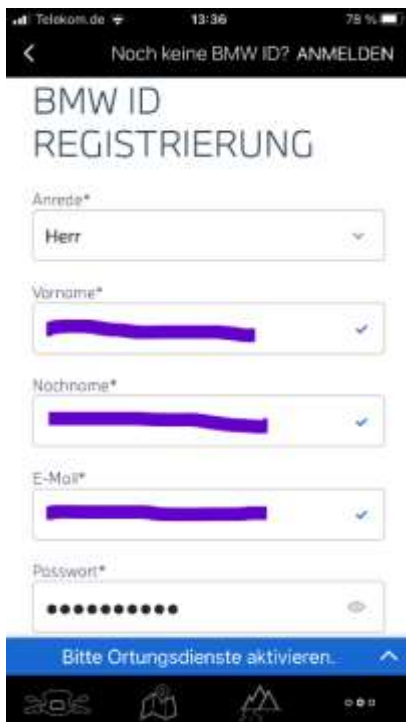 Telekom.de 13:36 78 %
Noch keine BMW ID? ANMELDEN
BMW ID
REGISTRIERUNG
Anrede*
Herr
Vorname*
Nachname*
E-Mail*
Passwort*
Bitte Ortungsdienste aktivieren.